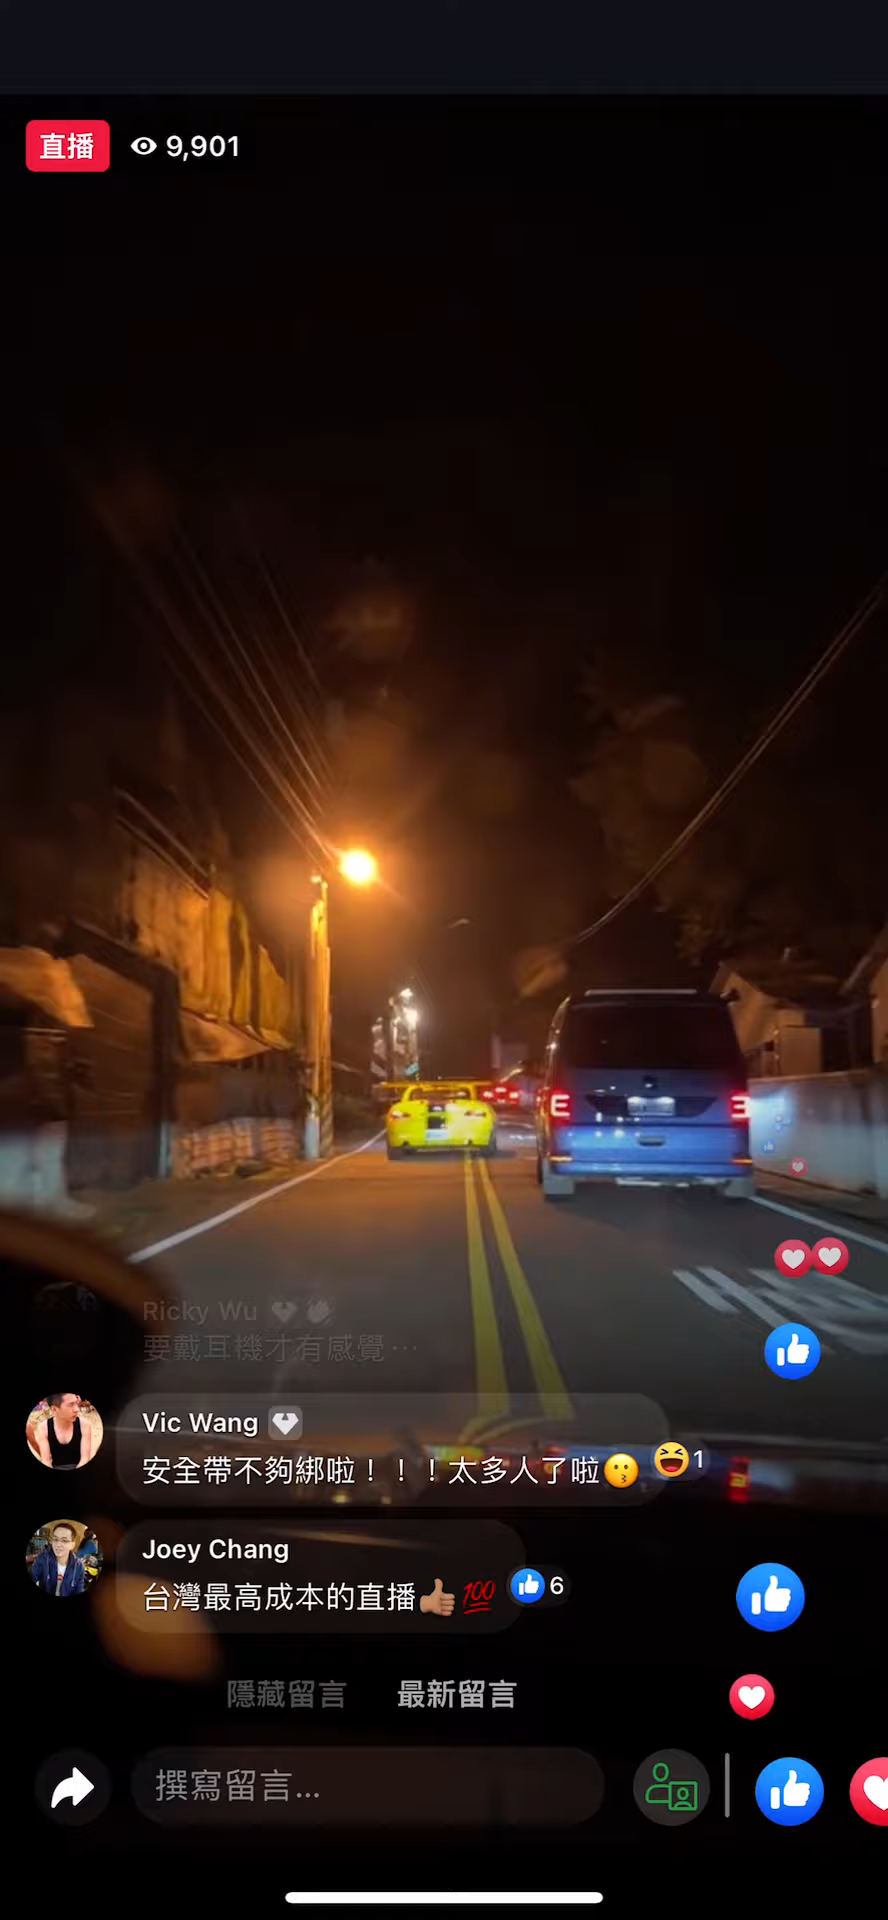 直播 9,901
Ricky Wu
要戴耳機才有感覺…
Vic Wang
安全帶不夠綁啦！！！太多人了啦😗
😆1
Joey Chang
台灣最高成本的直播👍🏼💯
6
隱藏留言 最新留言
撰寫留言...